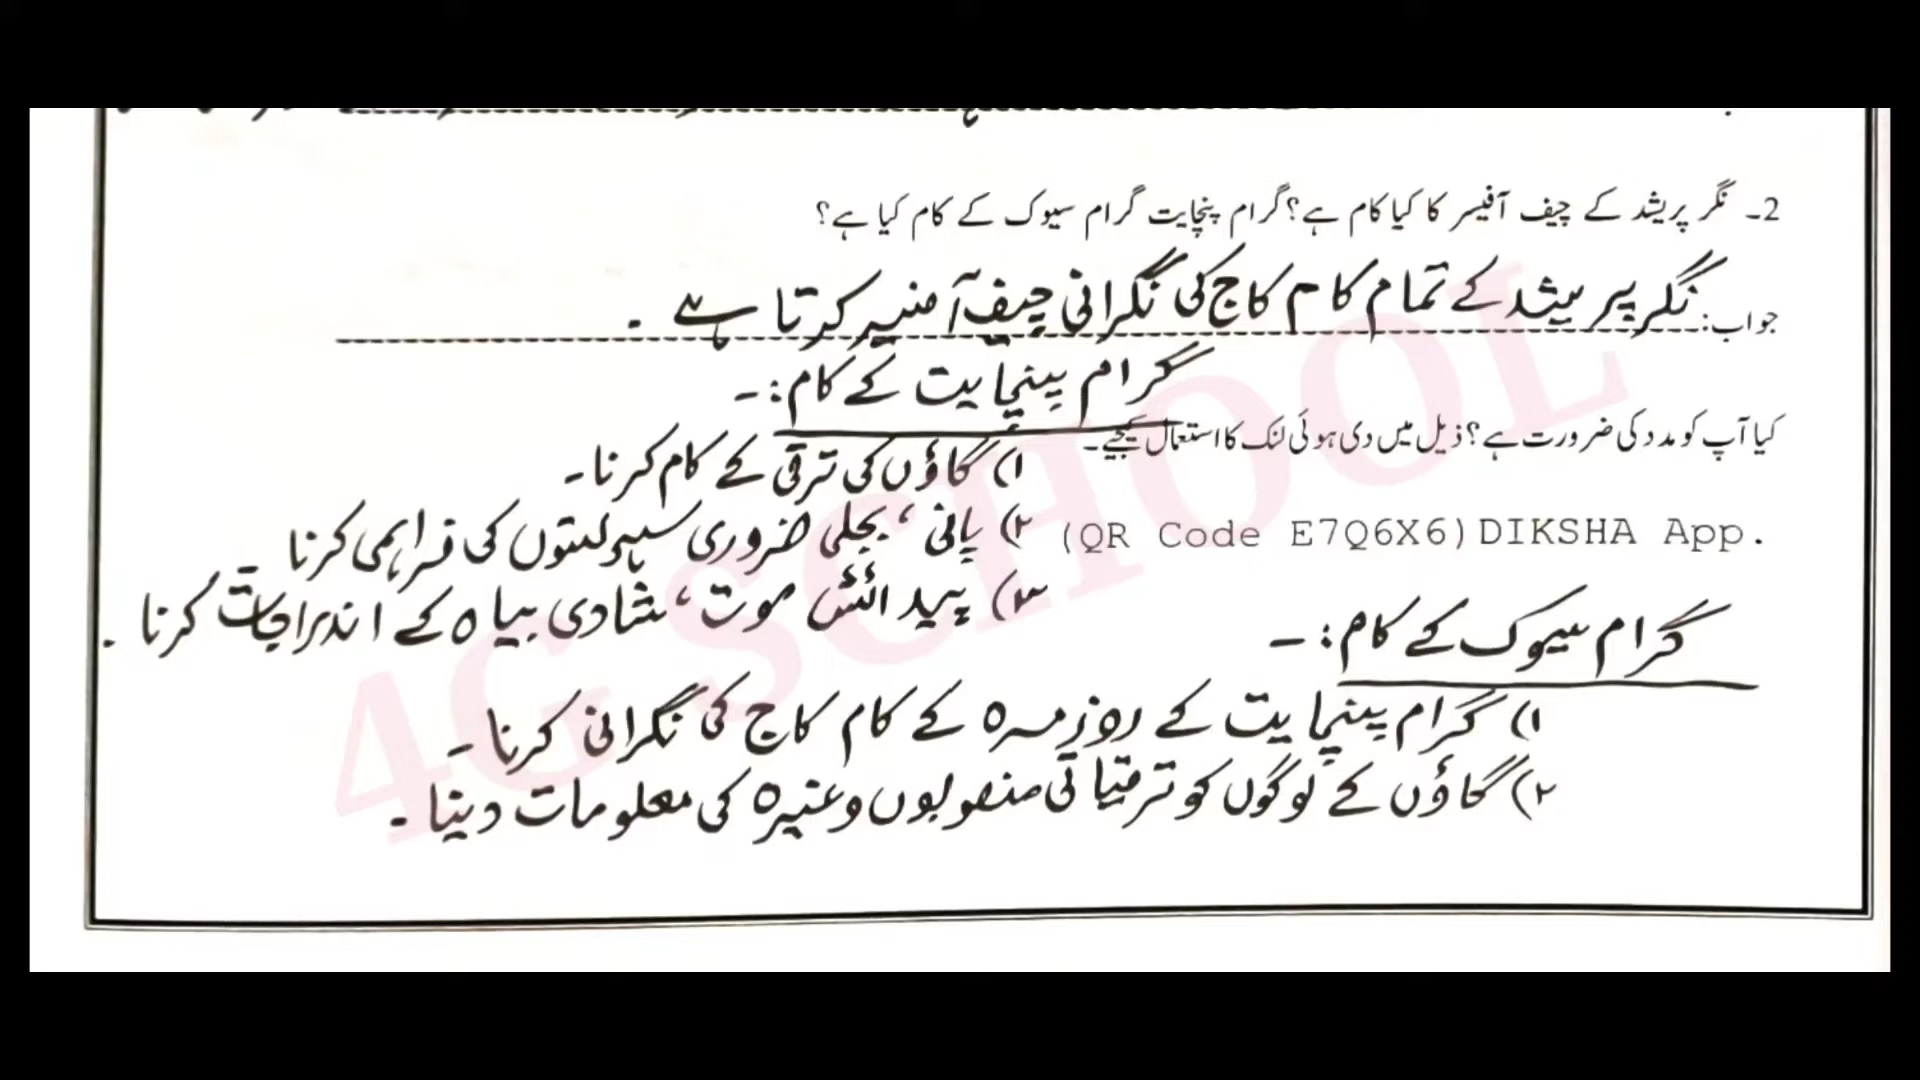 2۔ نگر پریشد کے چیف آفیسر کا کیا کام ہے؟ گرام پنچایت گرام سیوک کے کام کیا ہے؟
جواب: نگر پریشد کے تمام کام کاج کی نگرانی چیف آفیسر کرتا ہے ۔
گرام پنچایت کے کام :۔
کیا آپ کو مدد کی ضرورت ہے؟ ذیل میں دی ہوئی لنک کا استعمال کیجیے۔
۱) گاؤں کی ترقی کے کام کرنا ۔
۲) پانی ، بجلی ضروری سہولتوں کی فراہمی کرنا
(QR Code E7Q6X6) DIKSHA App.
۳) پیدائش موت ، شادی بیاہ کے اندراجات کرنا ۔
گرام سیوک کے کام :۔
۱) گرام پنچایت کے روزمرہ کے کام کاج کی نگرانی کرنا ۔
۲) گاؤں کے لوگوں کو ترقیاتی منصوبوں وغیرہ کی معلومات دینا ۔
4G SCHOOL